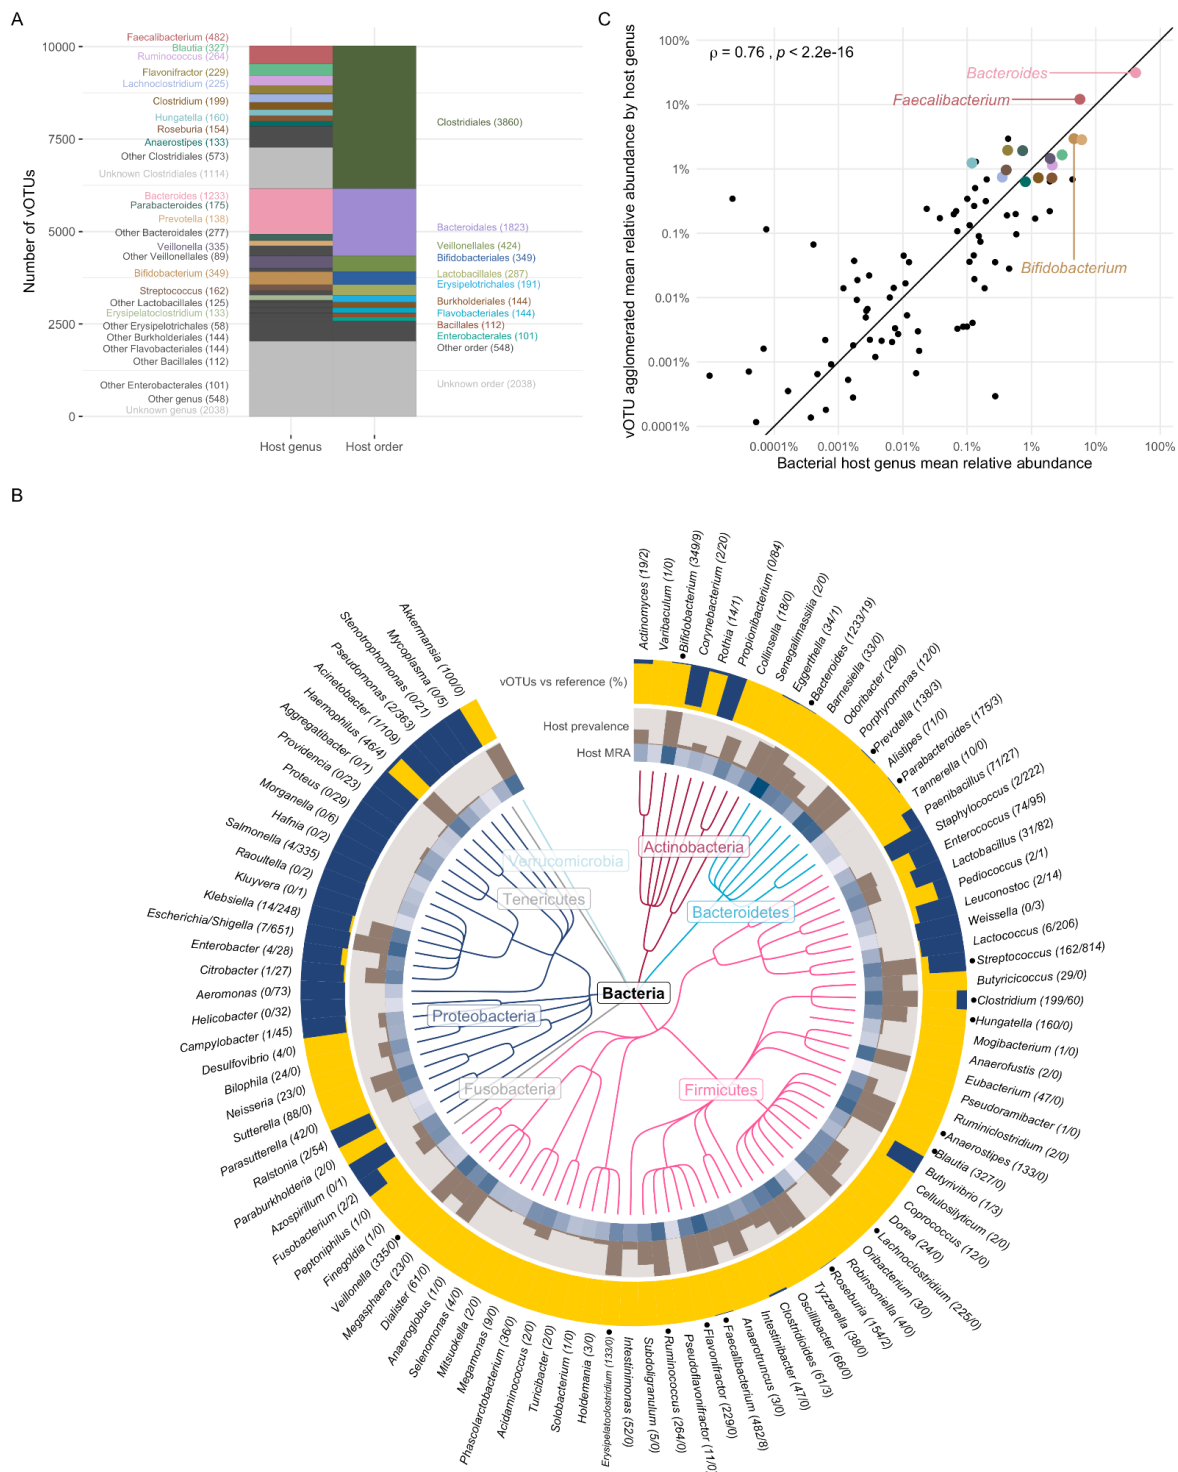 A
Number of vOTUs
10000
7500
5000
2500
0
Faecalibacterium (482)
Blautia (327)
Ruminococcus (264)
Flavonifractor (229)
Lachnoclostridium (225)
Clostridium (199)
Hungatella (160)
Roseburia (154)
Anaerostipes (133)
Other Clostridiales (573)
Unknown Clostridiales (1114)
Bacteroides (1233)
Parabacteroides (175)
Prevotella (138)
Other Bacteroidales (277)
Veillonella (335)
Other Veillonellales (89)
Bifidobacterium (349)
Streptococcus (162)
Other Lactobacillales (125)
Erysipelatoclostridium (133)
Other Erysipelotrichales (58)
Other Burkholderiales (144)
Other Flavobacteriales (144)
Other Bacillales (112)
Other Enterobacterales (101)
Other genus (548)
Unknown genus (2038)
Clostridiales (3860)
Bacteroidales (1823)
Veillonellales (424)
Bifidobacteriales (349)
Lactobacillales (287)
Erysipelotrichales (191)
Burkholderiales (144)
Flavobacteriales (144)
Bacillales (112)
Enterobacterales (101)
Other order (548)
Unknown order (2038)
Host genus
Host order
C
vOTU agglomerated mean relative abundance by host genus
100%
10%
1%
0.1%
0.01%
0.001%
0.0001%
ρ = 0.76 , p < 2.2e-16
Bacteroides
Faecalibacterium
Bifidobacterium
0.0001%
0.001%
0.01%
0.1%
1%
10%
100%
Bacterial host genus mean relative abundance
B
vOTUs vs reference (%)
Host prevalence
Host MRA
Actinomyces (19/2)
Varibaculum (1/0)
Bifidobacterium (349/9)
Corynebacterium (2/20)
Rothia (14/1)
Propionibacterium (0/84)
Collinsella (18/0)
Senegalimassilia (2/0)
Eggerthella (34/1)
Bacteroides (1233/19)
Barnesiella (33/0)
Odoribacter (29/0)
Porphyromonas (12/0)
Prevotella (138/3)
Alistipes (71/0)
Parabacteroides (175/3)
Tannerella (10/0)
Paenibacillus (71/27)
Staphylococcus (2/222)
Enterococcus (74/95)
Lactobacillus (31/82)
Pediococcus (2/1)
Leuconostoc (2/14)
Weissella (0/3)
Lactococcus (6/206)
Streptococcus (162/814)
Butyricicoccus (29/0)
Clostridium (199/60)
Hungatella (160/0)
Mogibacterium (1/0)
Anaerofustis (2/0)
Eubacterium (47/0)
Pseudoramibacter (1/0)
Ruminiclostridium (2/0)
Anaerostipes (133/0)
Blautia (327/0)
Butyrivibrio (1/3)
Cellulosilyticum (2/0)
Coprococcus (12/0)
Dorea (24/0)
Lachnoclostridium (225/0)
Oribacterium (3/0)
Robinsoniella (4/0)
Roseburia (154/2)
Tyzzerella (38/0)
Oscillibacter (66/0)
Clostridioides (61/3)
Intestinibacter (47/0)
Anaerotruncus (3/0)
Faecalibacterium (482/8)
Flavonifractor (229/0)
Pseudoflavonifractor (11/0)
Ruminococcus (264/0)
Subdoligranulum (5/0)
Intestinimonas (52/0)
Erysipelatoclostridium (133/0)
Holdemania (3/0)
Solobacterium (1/0)
Turicibacter (2/0)
Acidaminococcus (2/0)
Phascolarctobacterium (36/0)
Megamonas (9/0)
Mitsuokella (2/0)
Selenomonas (4/0)
Anaeroglobus (1/0)
Dialister (61/0)
Megasphaera (23/0)
Veillonella (335/0)
Finegoldia (1/0)
Peptoniphilus (1/0)
Fusobacterium (2/2)
Azospirillum (0/1)
Paraburkholderia (2/0)
Ralstonia (2/54)
Parasutterella (42/0)
Sutterella (88/0)
Neisseria (23/0)
Bilophila (24/0)
Desulfovibrio (4/0)
Campylobacter (1/45)
Helicobacter (0/32)
Aeromonas (0/73)
Citrobacter (1/27)
Enterobacter (4/28)
Escherichia/Shigella (7/651)
Klebsiella (14/248)
Kluyvera (0/1)
Raoultella (0/2)
Salmonella (4/335)
Hafnia (0/2)
Morganella (0/6)
Proteus (0/29)
Providencia (0/23)
Aggregatibacter (0/1)
Haemophilus (46/4)
Acinetobacter (1/109)
Pseudomonas (2/363)
Stenotrophomonas (0/21)
Mycoplasma (0/5)
Akkermansia (100/0)
Verrucomicrobia
Tenericutes
Actinobacteria
Bacteroidetes
Bacteria
Proteobacteria
Fusobacteria
Firmicutes